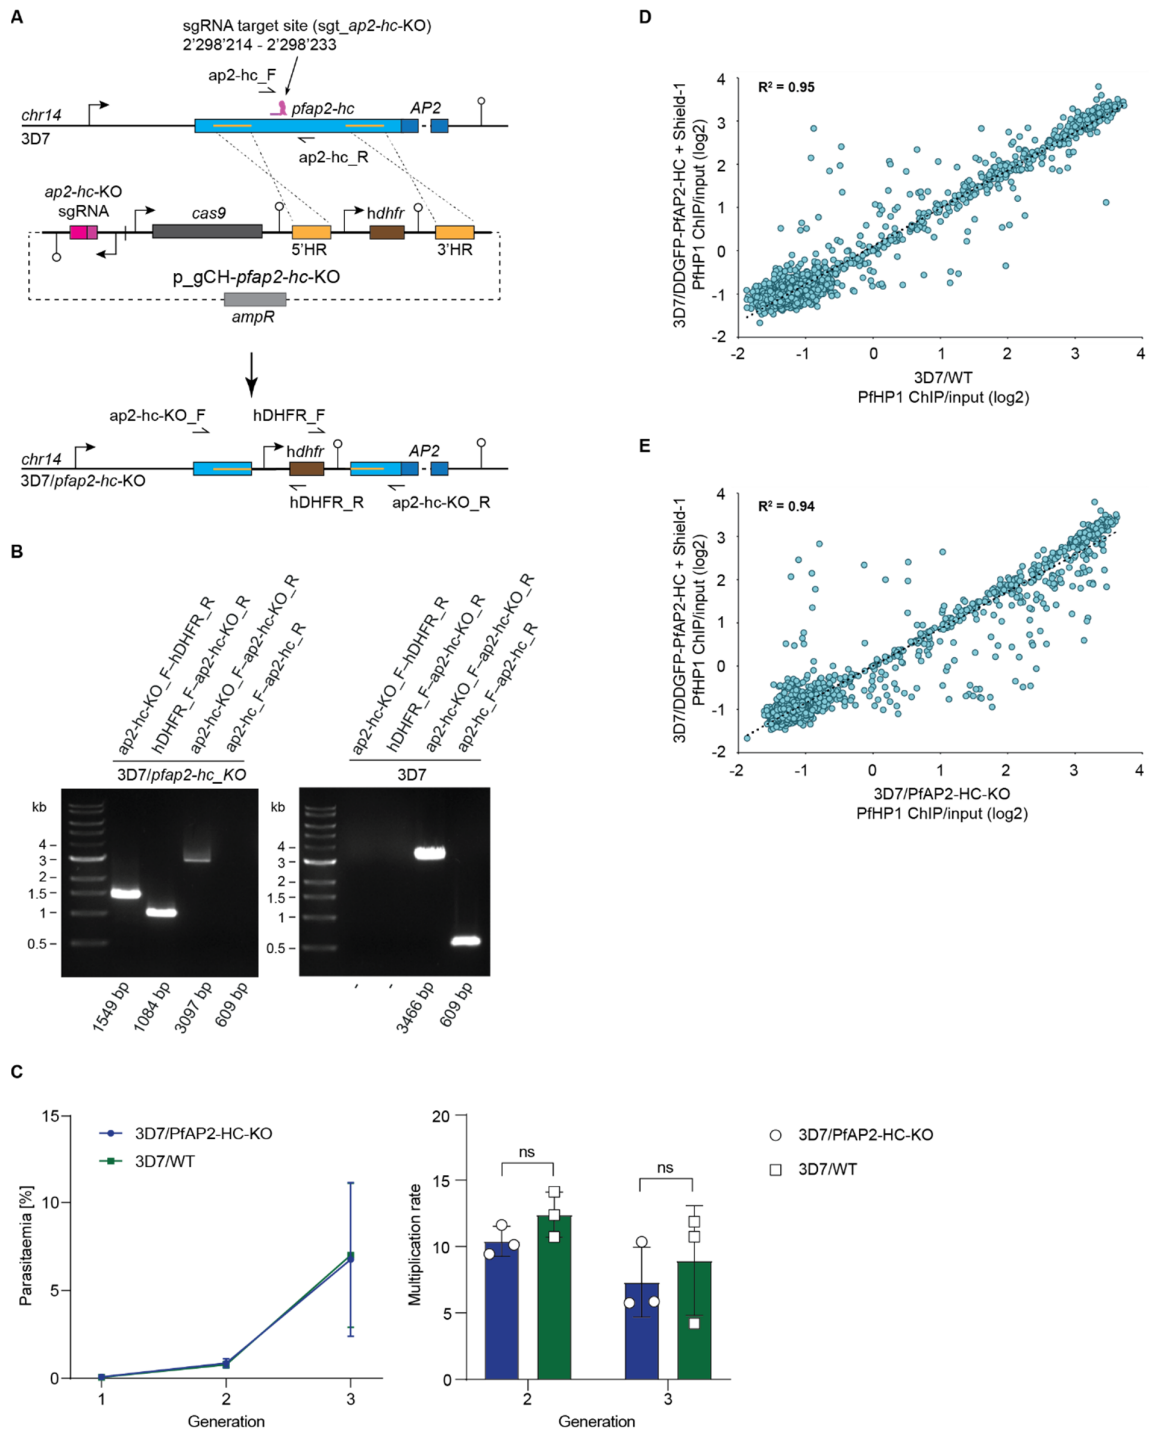 A
sgRNA target site (sgt_ap2-hc-KO)
2'298'214 - 2'298'233
ap2-hc_F
pfap2-hc
AP2
chr14
3D7
ap2-hc_R
ap2-hc-KO
sgRNA
cas9
hdhfr
5'HR
3'HR
p_gCH-pfap2-hc-KO
ampR
ap2-hc-KO_F
hDHFR_F
chr14
hdhfr
AP2
3D7/pfap2-hc-KO
hDHFR_R
ap2-hc-KO_R
B
ap2-hc-KO_F–hDHFR_R
hDHFR_F–ap2-hc-KO_R
ap2-hc-KO_F–ap2-hc-KO_R
ap2-hc_F–ap2-hc_R
3D7/pfap2-hc_KO
kb
4
3
2
1.5
1
0.5
1549 bp
1084 bp
3097 bp
609 bp
ap2-hc-KO_F–hDHFR_R
hDHFR_F–ap2-hc-KO_R
ap2-hc-KO_F–ap2-hc-KO_R
ap2-hc_F–ap2-hc_R
3D7
kb
4
3
2
1.5
1
0.5
-
-
3466 bp
609 bp
C
15
10
5
0
Parasitaemia [%]
3D7/PfAP2-HC-KO
3D7/WT
1 2 3
Generation
20
15
10
5
0
Multiplication rate
ns
ns
2 3
Generation
3D7/PfAP2-HC-KO
3D7/WT
D
R² = 0.95
3D7/DDGFP-PfAP2-HC + Shield-1
PfHP1 ChIP/input (log2)
4
3
2
1
0
-1
-2
-2 -1 0 1 2 3 4
3D7/WT
PfHP1 ChIP/input (log2)
E
R² = 0.94
3D7/DDGFP-PfAP2-HC + Shield-1
PfHP1 ChIP/input (log2)
4
3
2
1
0
-1
-2
-2 -1 0 1 2 3 4
3D7/PfAP2-HC-KO
PfHP1 ChIP/input (log2)